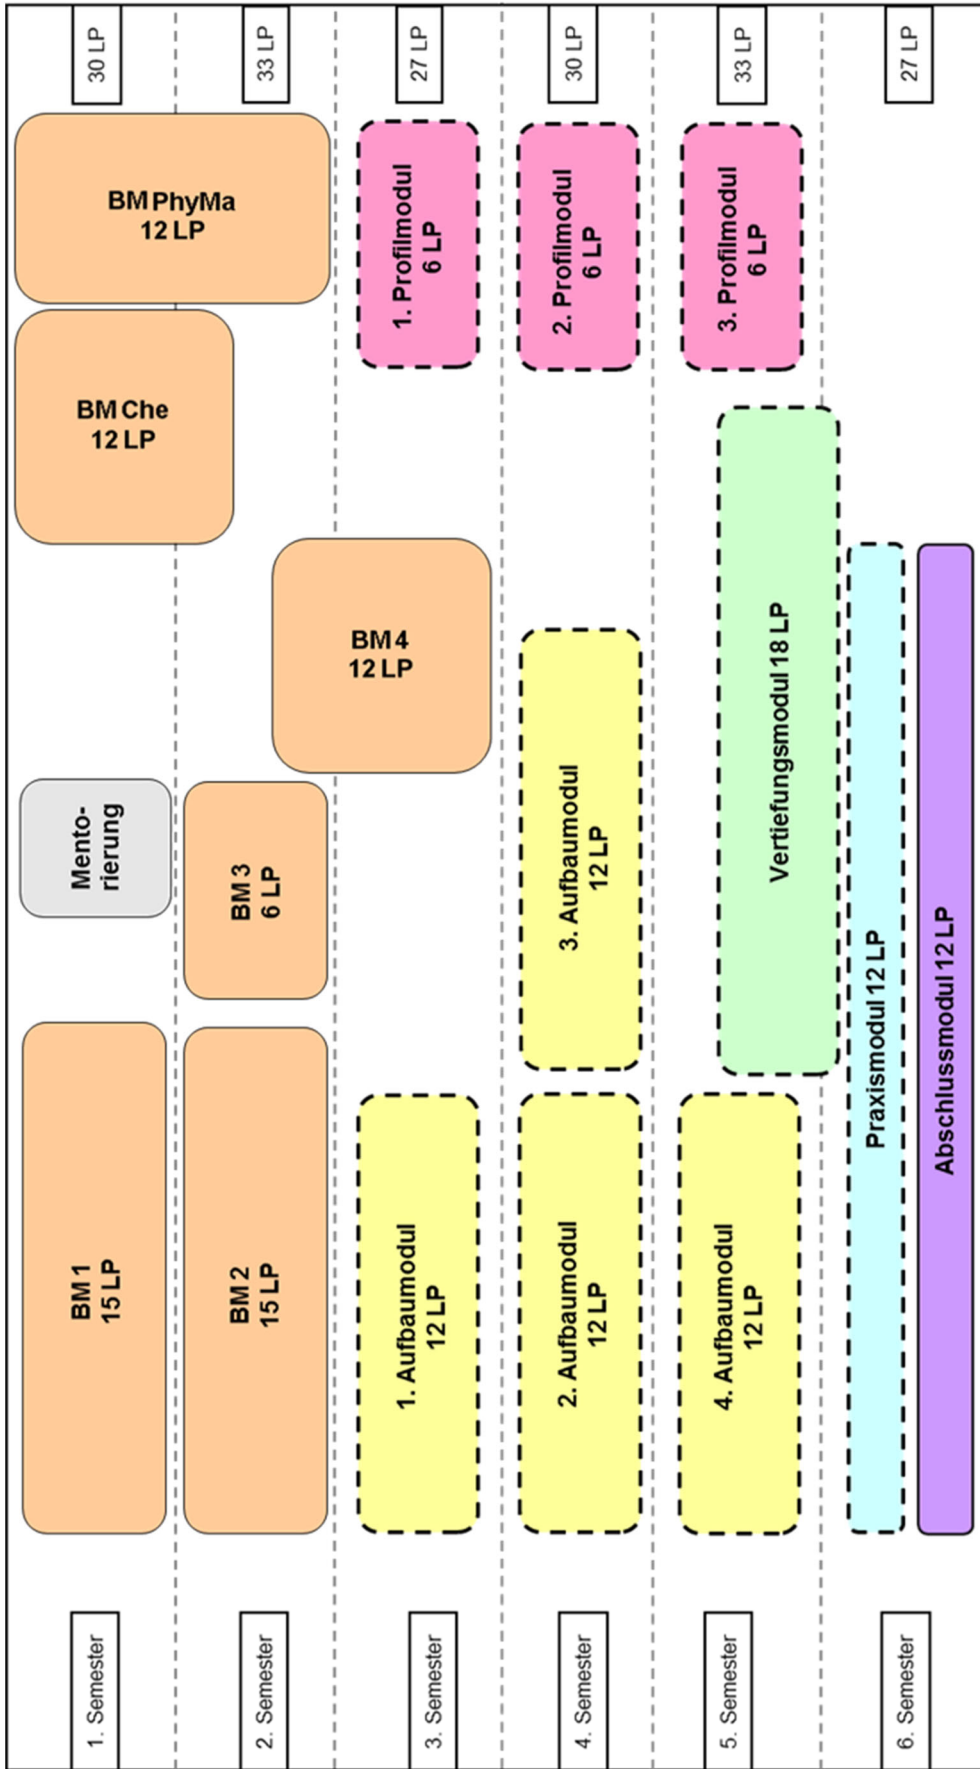 1. Semester
BM 1
15 LP
Mento-
rierung
BM Che
12 LP
BM PhyMa
12 LP
30 LP
2. Semester
BM 2
15 LP
BM 3
6 LP
BM 4
12 LP
33 LP
3. Semester
1. Aufbaumodul
12 LP
1. Profilmodul
6 LP
27 LP
4. Semester
2. Aufbaumodul
12 LP
3. Aufbaumodul
12 LP
2. Profilmodul
6 LP
30 LP
5. Semester
4. Aufbaumodul
12 LP
Vertiefungsmodul 18 LP
3. Profilmodul
6 LP
33 LP
6. Semester
Praxismodul 12 LP
Abschlussmodul 12 LP
27 LP